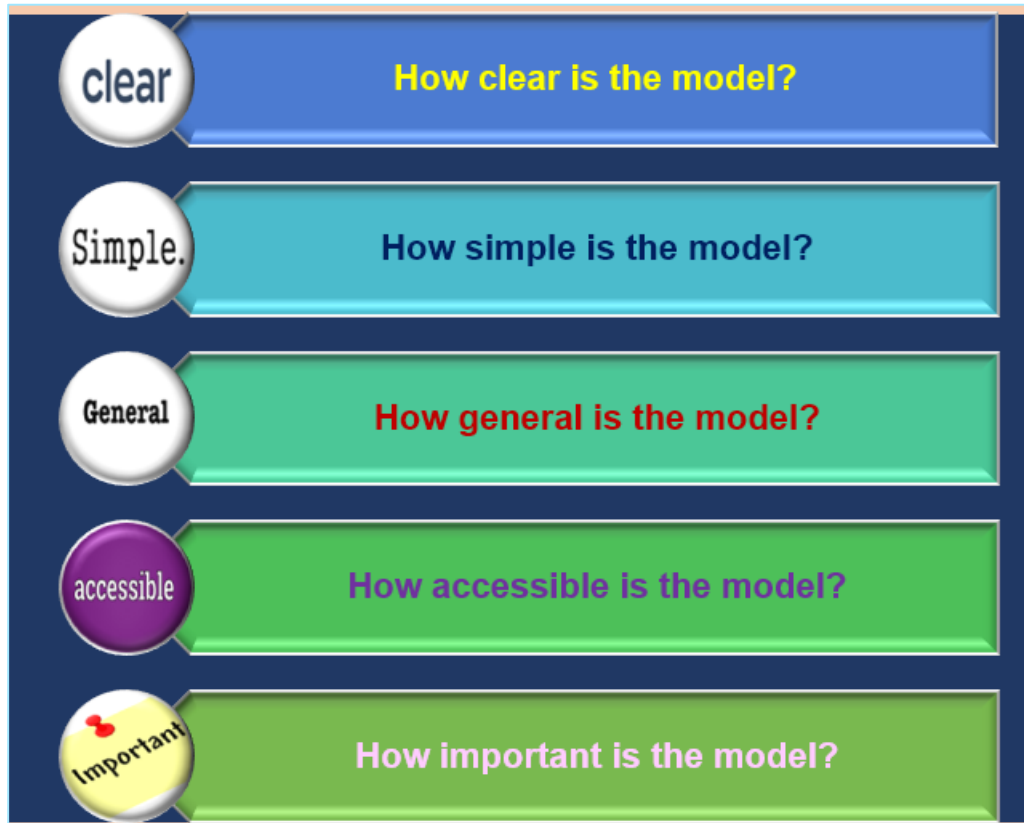 clear
How clear is the model?
Simple.
How simple is the model?
General
How general is the model?
accessible
How accessible is the model?
Important
How important is the model?